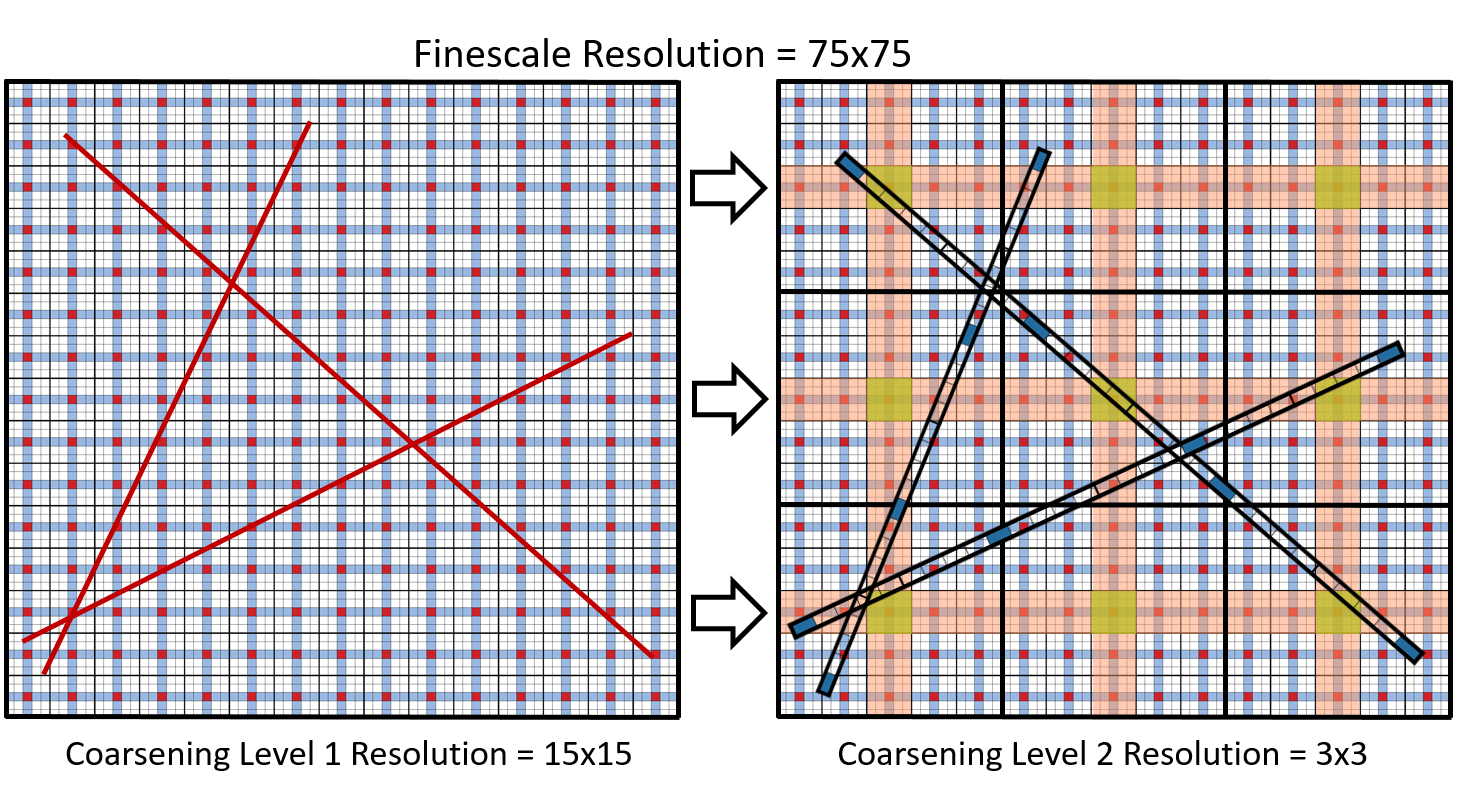 Finescale Resolution = 75x75
Coarsening Level 1 Resolution = 15x15
Coarsening Level 2 Resolution = 3x3